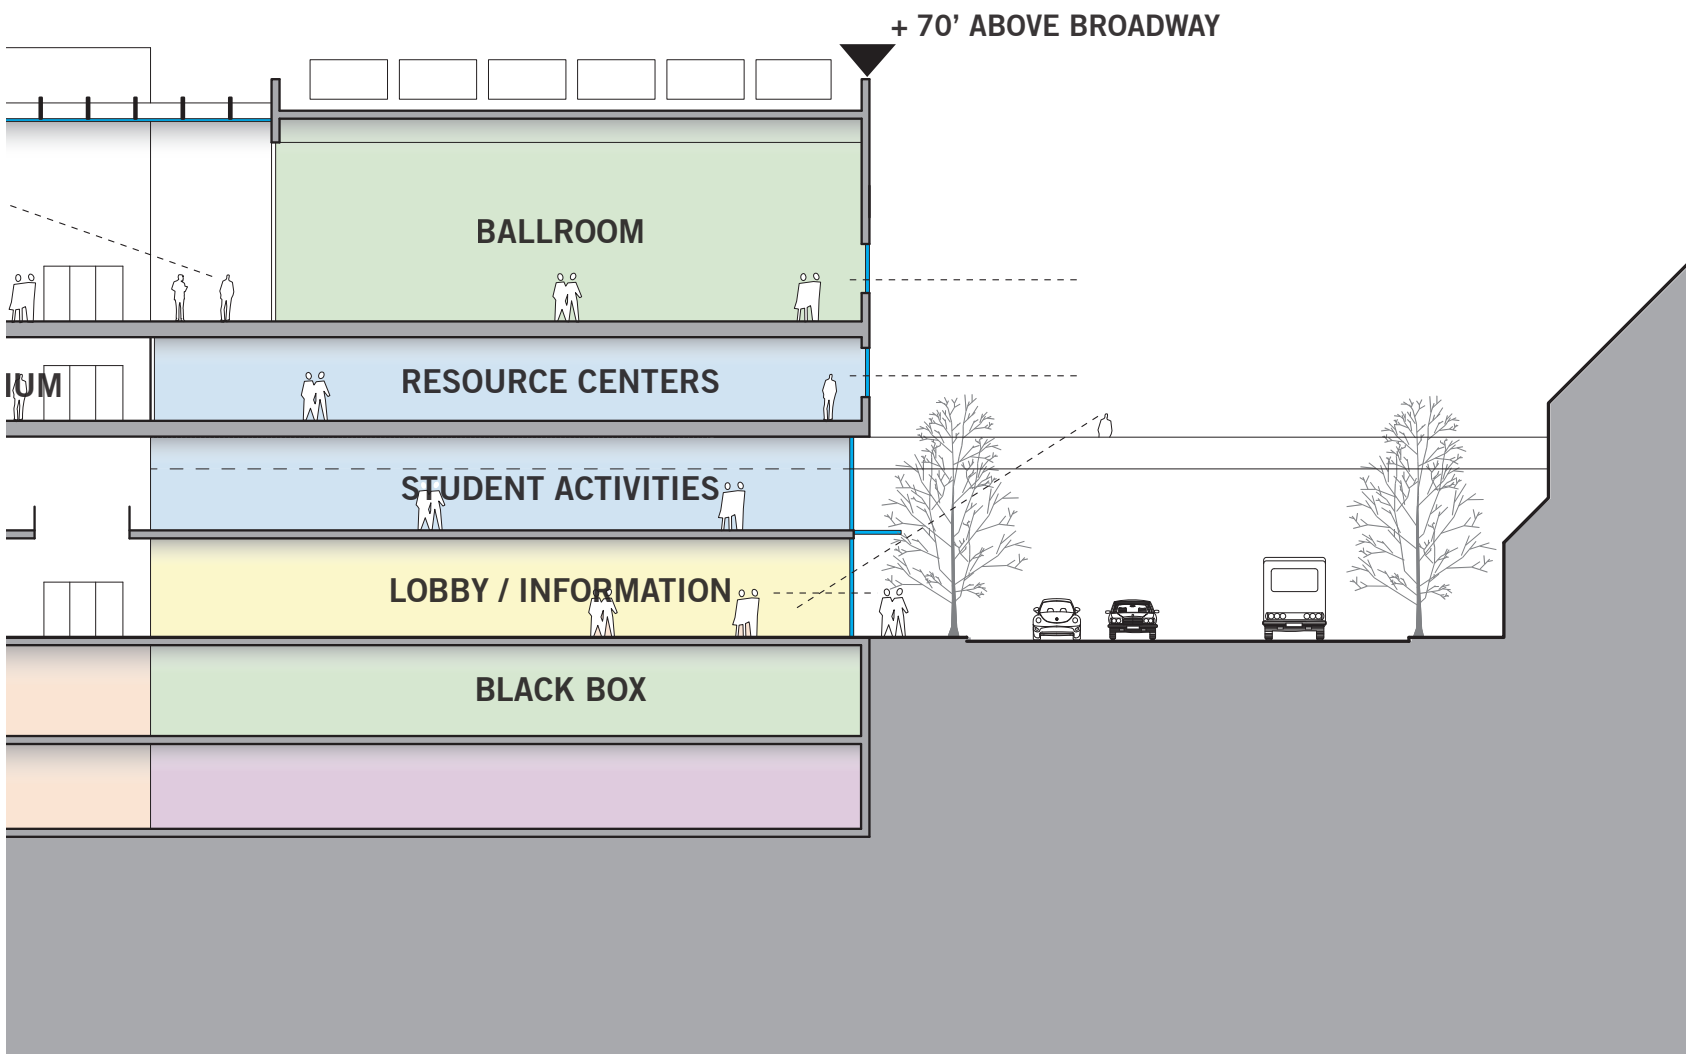 + 70’ ABOVE BROADWAY
BALLROOM
IUM
RESOURCE CENTERS
STUDENT ACTIVITIES
LOBBY / INFORMATION
BLACK BOX